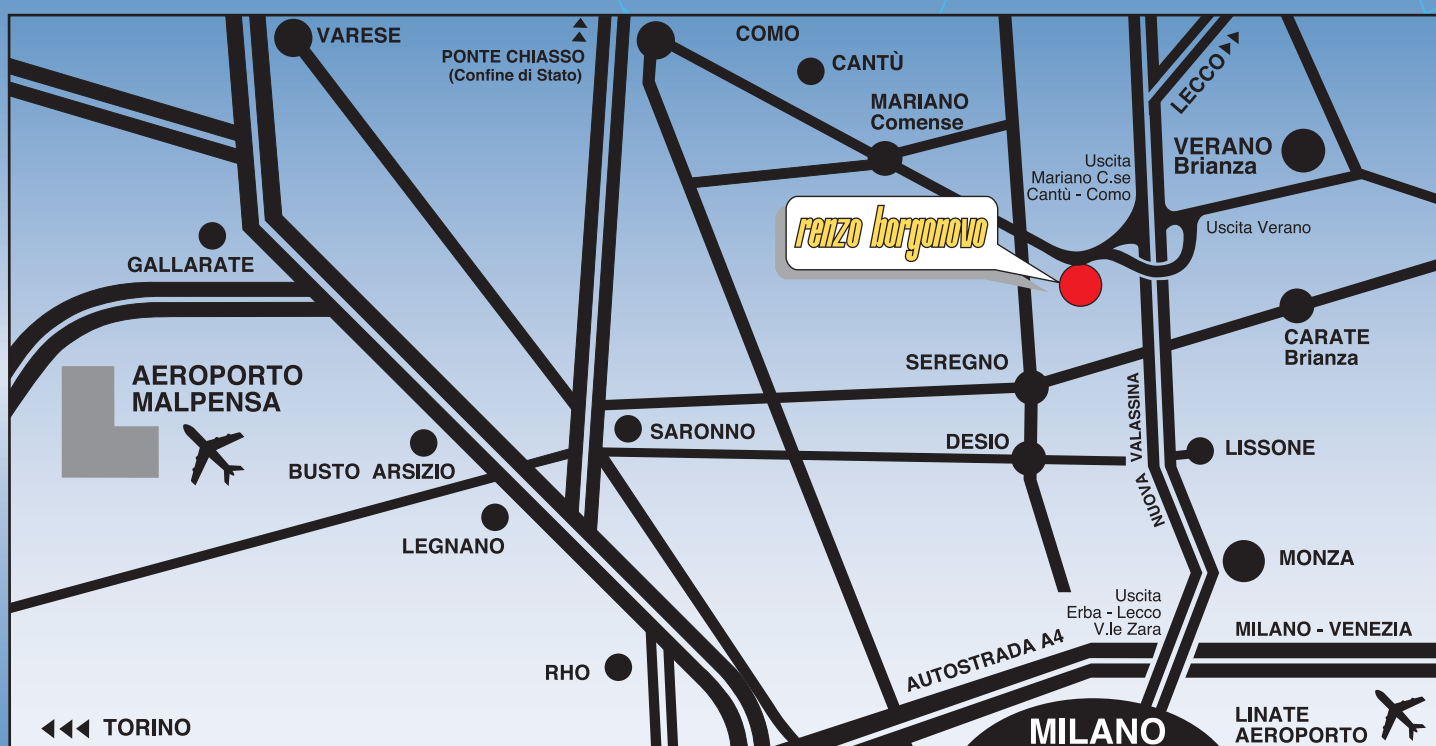 VARESE
PONTE CHIASSO
(Confine di Stato)
COMO
CANTÙ
MARIANO
Comense
LECCO
VERANO
Brianza
Uscita
Mariano C.se
Cantù - Como
Uscita Verano
renzo borgonovo
GALLARATE
AEROPORTO
MALPENSA
SEREGNO
CARATE
Brianza
SARONNO
DESIO
NUOVA VALASSINA
LISSONE
BUSTO ARSIZIO
LEGNANO
MONZA
Uscita
Erba - Lecco
V.le Zara
MILANO - VENEZIA
AUTOSTRADA A4
RHO
TORINO
MILANO
LINATE
AEROPORTO